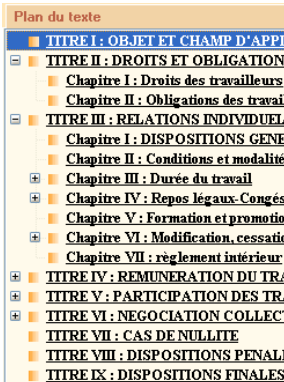 Plan du texte
TITRE I : OBJET ET CHAMP D'APPL
TITRE II : DROITS ET OBLIGATION
Chapitre I : Droits des travailleurs
Chapitre II : Obligations des travail
TITRE III : RELATIONS INDIVIDUEL
Chapitre I : DISPOSITIONS GENE
Chapitre II : Conditions et modalité
Chapitre III : Durée du travail
Chapitre IV : Repos légaux-Congés
Chapitre V : Formation et promotio
Chapitre VI : Modification, cessatio
Chapitre VII : règlement intérieur
TITRE IV : REMUNERATION DU TRA
TITRE V : PARTICIPATION DES TRA
TITRE VI : NEGOCIATION COLLECT
TITRE VII : CAS DE NULLITE
TITRE VIII : DISPOSITIONS PENAL
TITRE IX : DISPOSITIONS FINALES